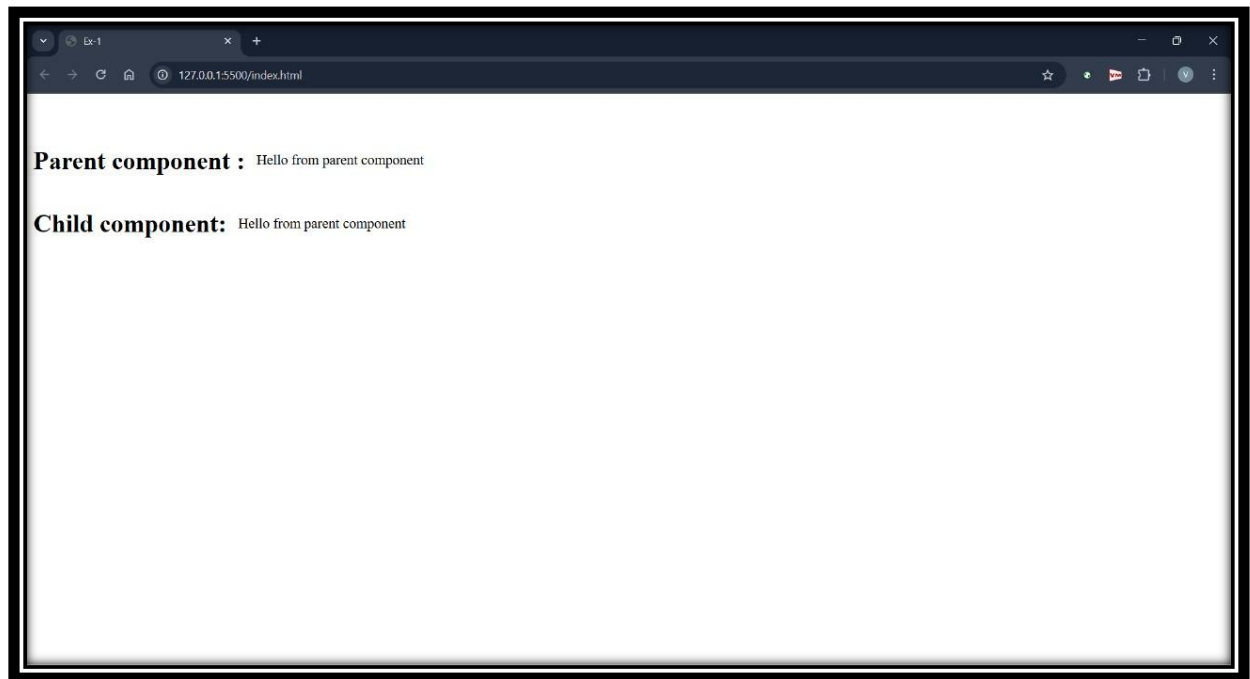 Ex-1
127.0.0.1:5500/index.html
V
Parent component : Hello from parent component
Child component: Hello from parent component